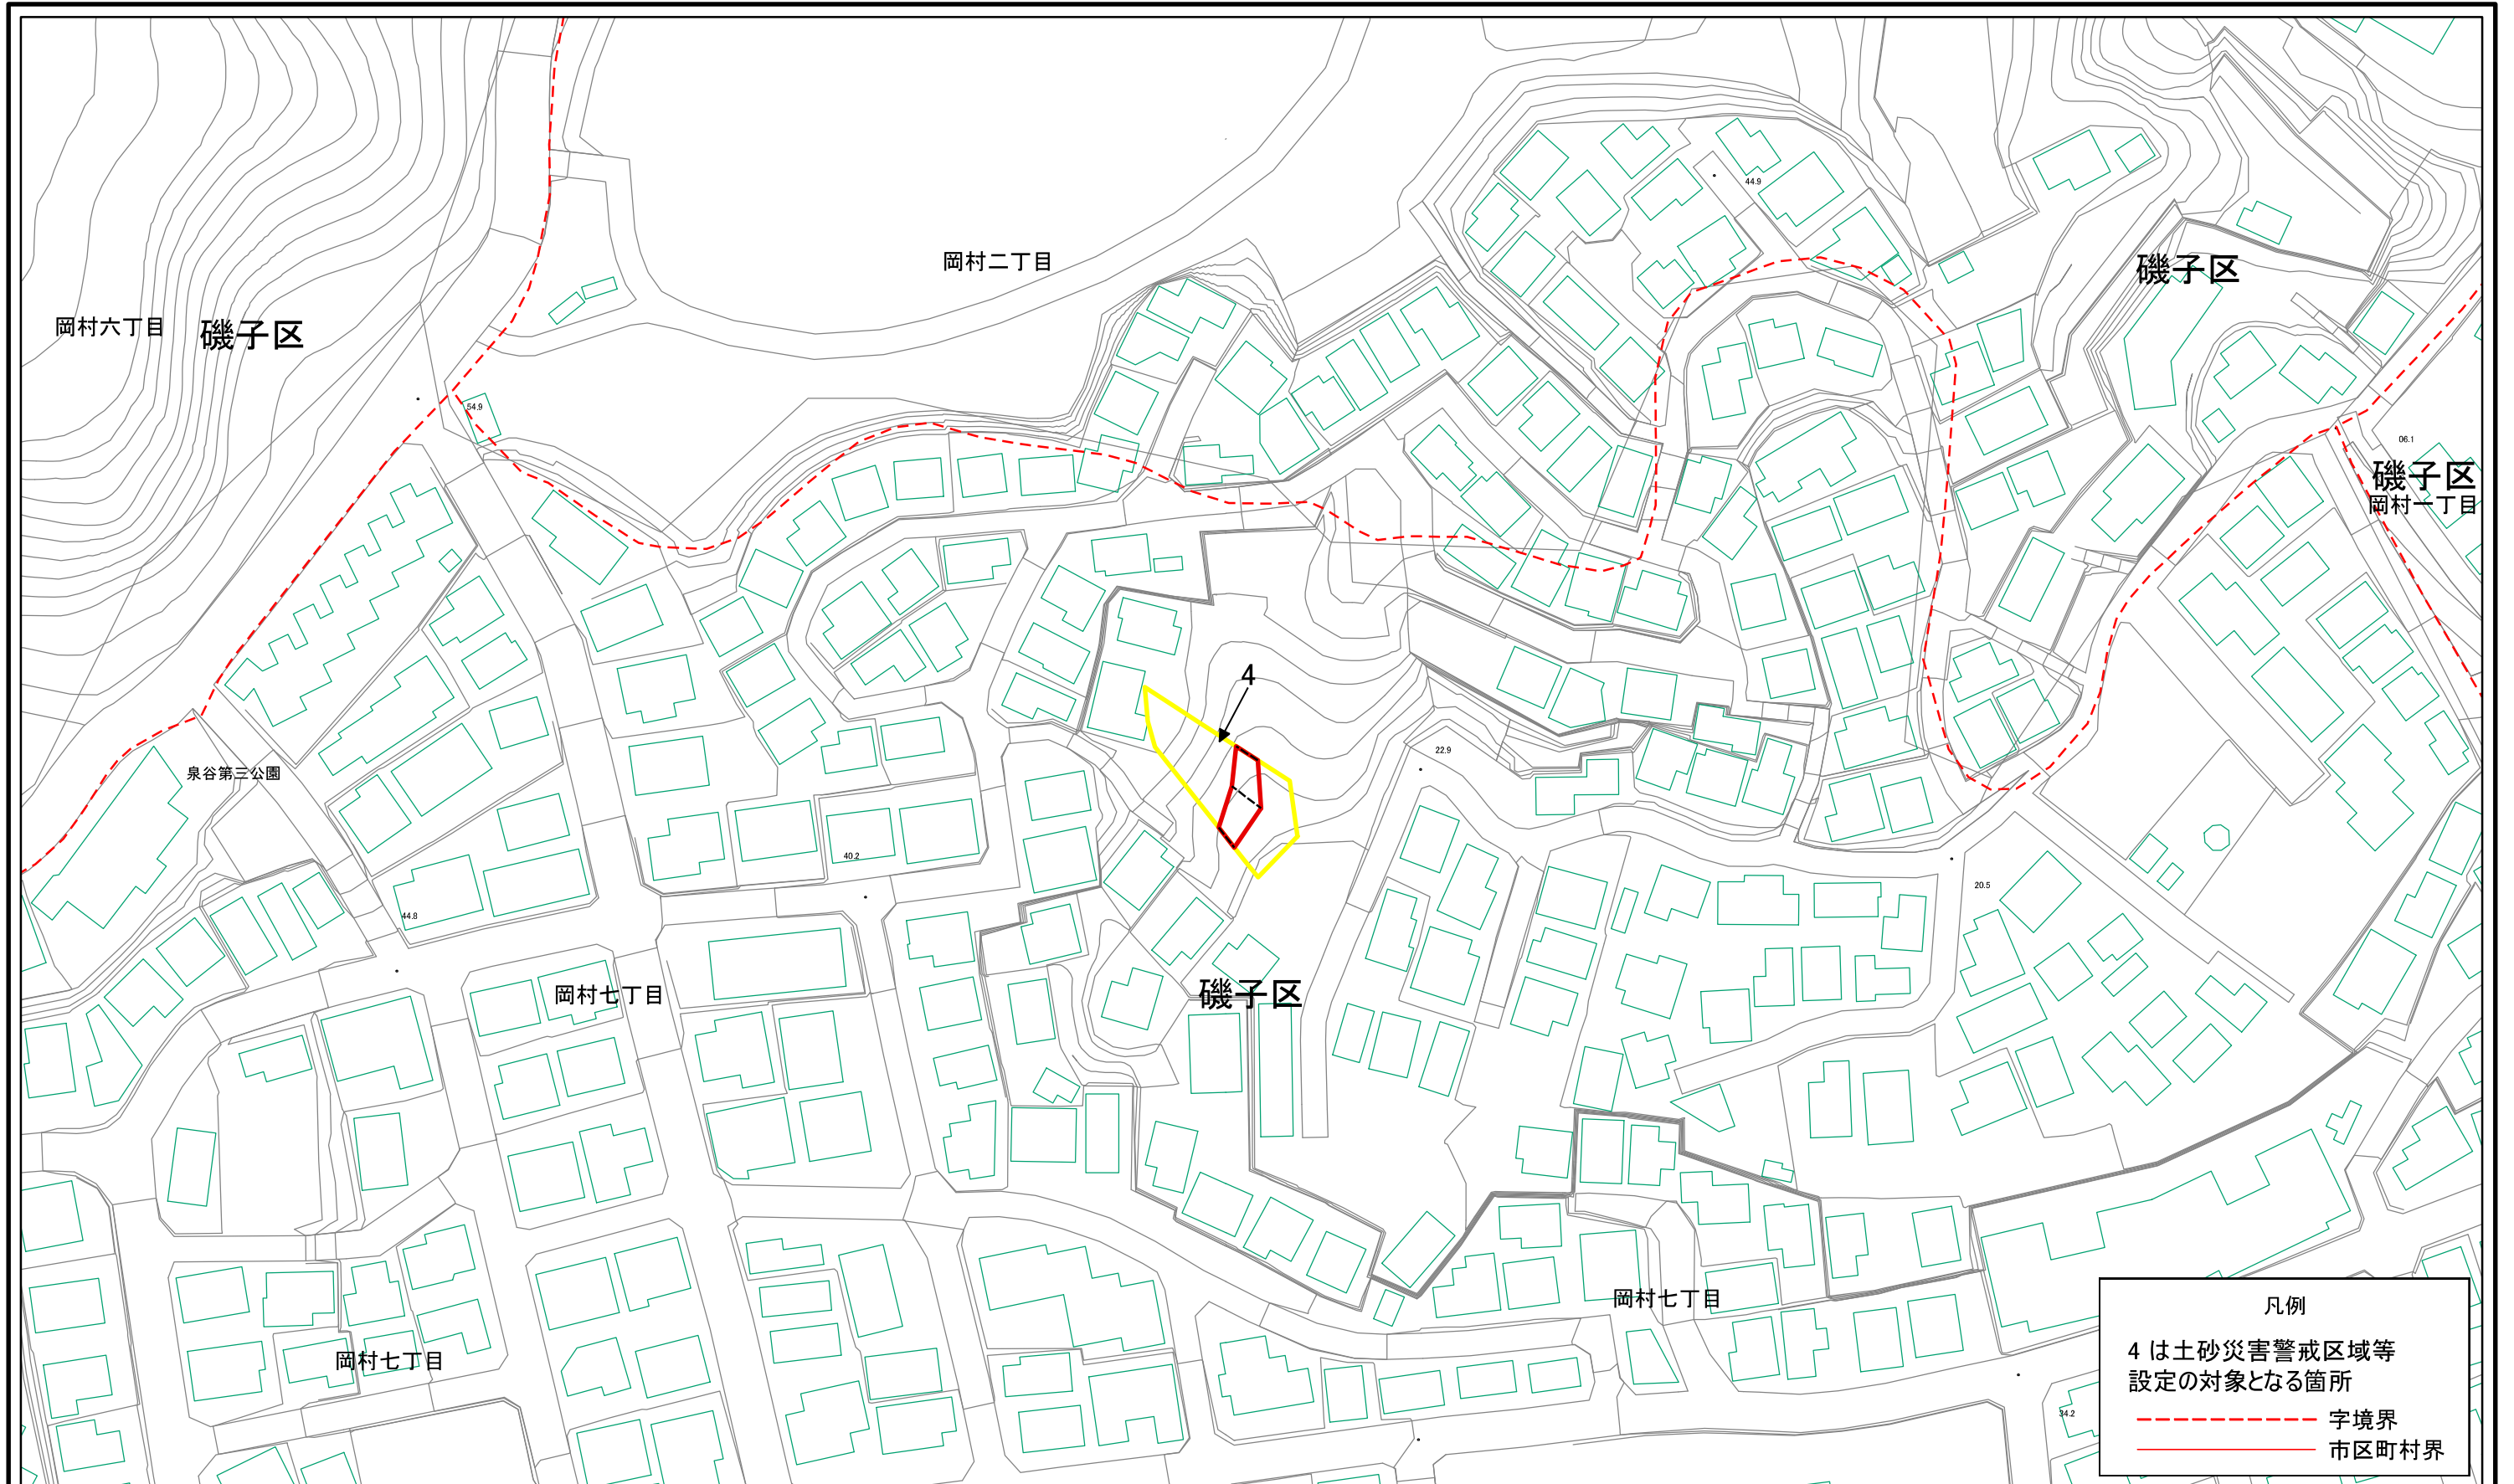 44.9
岡村二丁目
磯子区
岡村六丁目
磯子区
54.9
06.1
磯子区
岡村一丁目
4
22.9
泉谷第三公園
40.2
20.5
44.8
岡村七丁目
磯子区
岡村七丁目
岡村七丁目
凡例
4 は土砂災害警戒区域等
設定の対象となる箇所
34.2
字境界
市区町村界